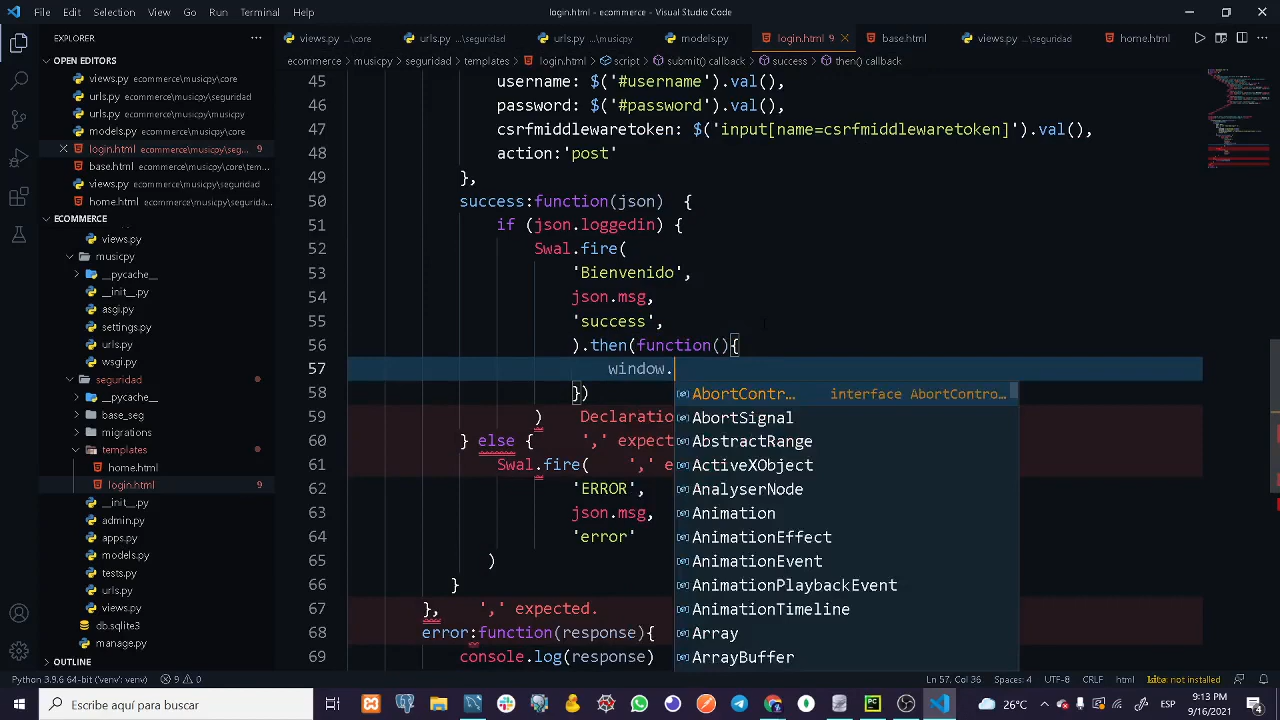 File Edit Selection View Go Run Terminal Help login.html - ecommerce - Visual Studio Code
EXPLORER ...
views.py ...\core urls.py ...\seguridad urls.py ...\musicpy models.py login.html 9 base.html views.py ...\seguridad home.html
OPEN EDITORS
ecommerce > musicpy > seguridad > templates > login.html > script > submit() callback > success > then() callback
views.py ecommerce\musicpy\core
urls.py ecommerce\musicpy\seguridad
urls.py ecommerce\musicpy\musicpy
models.py ecommerce\musicpy\core
login.html ecommerce\musicpy\seg... 9
base.html ecommerce\musicpy\core\tem...
views.py ecommerce\musicpy\seguridad
home.html ecommerce\musicpy\segurida...
ECOMMERCE
views.py
musicpy
__pycache__
__init__.py
asgi.py
settings.py
urls.py
wsgi.py
seguridad
__pycache__
base_seg
migrations
templates
home.html
login.html 9
__init__.py
admin.py
apps.py
models.py
tests.py
urls.py
views.py
db.sqlite3
manage.py
OUTLINE
45 username: $('#username').val(),
46 password: $('#password').val(),
47 csrfmiddlewaretoken: $('input[name=csrfmiddlewaretoken]').val(),
48 action:'post'
49 },
50 success:function(json) {
51 if (json.loggedin) {
52 Swal.fire(
53 'Bienvenido',
54 json.msg,
55 'success',
56 ).then(function(){
57 window.
58 })
59 ) Declaratio
60 } else { ',' expect
61 Swal.fire( ',' e
62 'ERROR',
63 json.msg,
64 'error'
65 )
66 }
67 }, ',' expected.
68 error:function(response){
69 console.log(response)
AbortContr... interface AbortContro...
AbortSignal
AbstractRange
ActiveXObject
AnalyserNode
Animation
AnimationEffect
AnimationEvent
AnimationPlaybackEvent
AnimationTimeline
Array
ArrayBuffer
Python 3.9.6 64-bit ('venv': venv) 9 0 Ln 57, Col 36 Spaces: 4 UTF-8 CRLF html not installed
Escribe aquí para buscar 26°C ESP 9:13 PM
9/16/2021 4